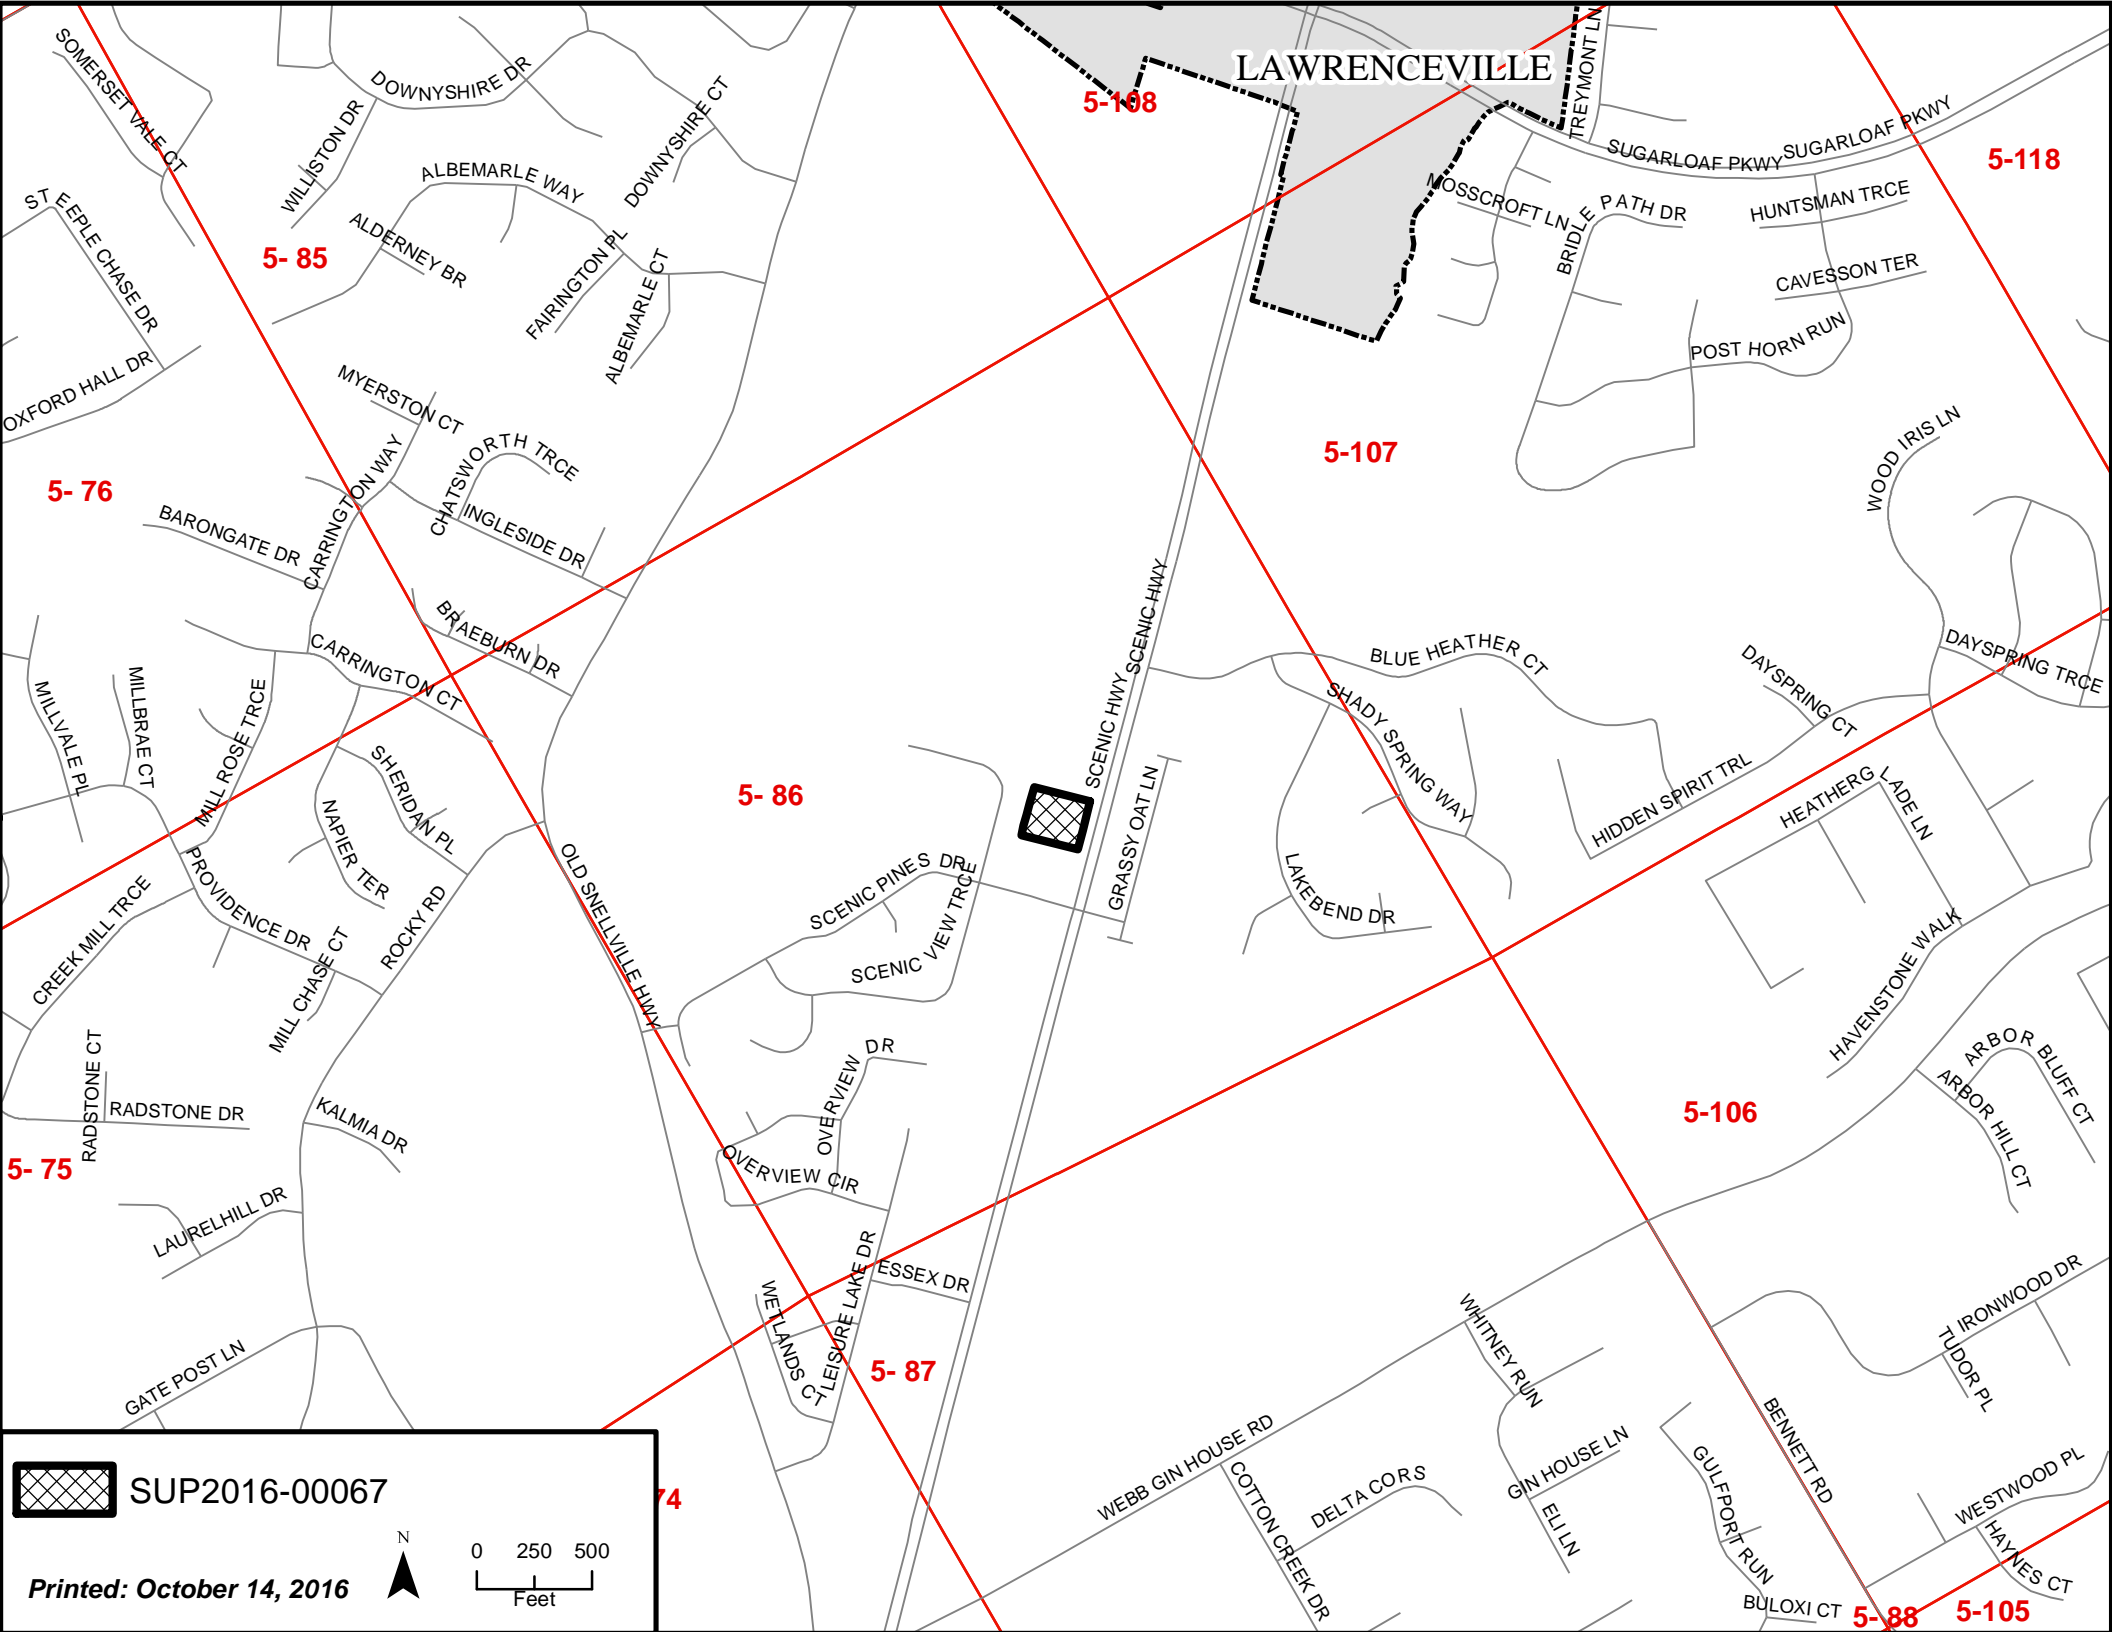 LAWRENCEVILLE
SOMERSET VALE CT
DOWNYSHIRE DR
WILLISTON DR
DOWNYSHIRE CT
5-108
TREYMONT LN
SUGARLOAF PKWY
SUGARLOAF PKWY
5-118
STEEPLE CHASE DR
ALBEMARLE WAY
ALDERNEY BR
5- 85
FAIRINGTON PL
ALBEMARLE CT
MOSSCROFT LN
BRIDLE PATH DR
HUNTSMAN TRCE
CAVESSON TER
POST HORN RUN
OXFORD HALL DR
MYERSTON CT
CHATSWORTH TRCE
CARRINGTON WAY
INGLESIDE DR
5- 76
BARONGATE DR
5-107
WOOD IRIS LN
BRAEBURN DR
CARRINGTON CT
SCENIC HWY
SCENIC HWY
BLUE HEATHER CT
DAYSPRING CT
DAYSPRING TRCE
MILLVALE PL
MILLBRAE CT
MILL ROSE TRCE
SHERIDAN PL
NAPIER TER
5- 86
GRASSY OAT LN
SHADY SPRING WAY
HIDDEN SPIRIT TRL
HEATHERGLADE LN
PROVIDENCE DR
CREEK MILL TRCE
MILL CHASE CT
ROCKY RD
OLD SNELLVILLE HWY
SCENIC PINES DR
SCENIC VIEW TRCE
LAKEBEND DR
HAVENSTONE WALK
RADSTONE CT
RADSTONE DR
KALMIA DR
OVERVIEW DR
OVERVIEW CIR
5-106
ARBOR BLUFF CT
ARBOR HILL CT
5- 75
LAURELHILL DR
LEISURE LAKE DR
ESSEX DR
WETLANDS CT
5- 87
GATE POST LN
WHITNEY RUN
TI IRONWOOD DR
TUDOR PL
BENNETT RD
WEBB GIN HOUSE RD
COTTON CREEK DR
DELTA CORS
GIN HOUSE LN
ELI LN
GULFPORT RUN
WESTWOOD PL
HAYNES CT
BULOXI CT
5- 88
5-105
74
SUP2016-00067
N
0 250 500
Feet
Printed: October 14, 2016